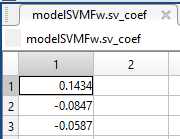 modelSVMFw.sv_coef
modelSVMFw.sv_coef
1 2
1 0.1434
2 -0.0847
3 -0.0587